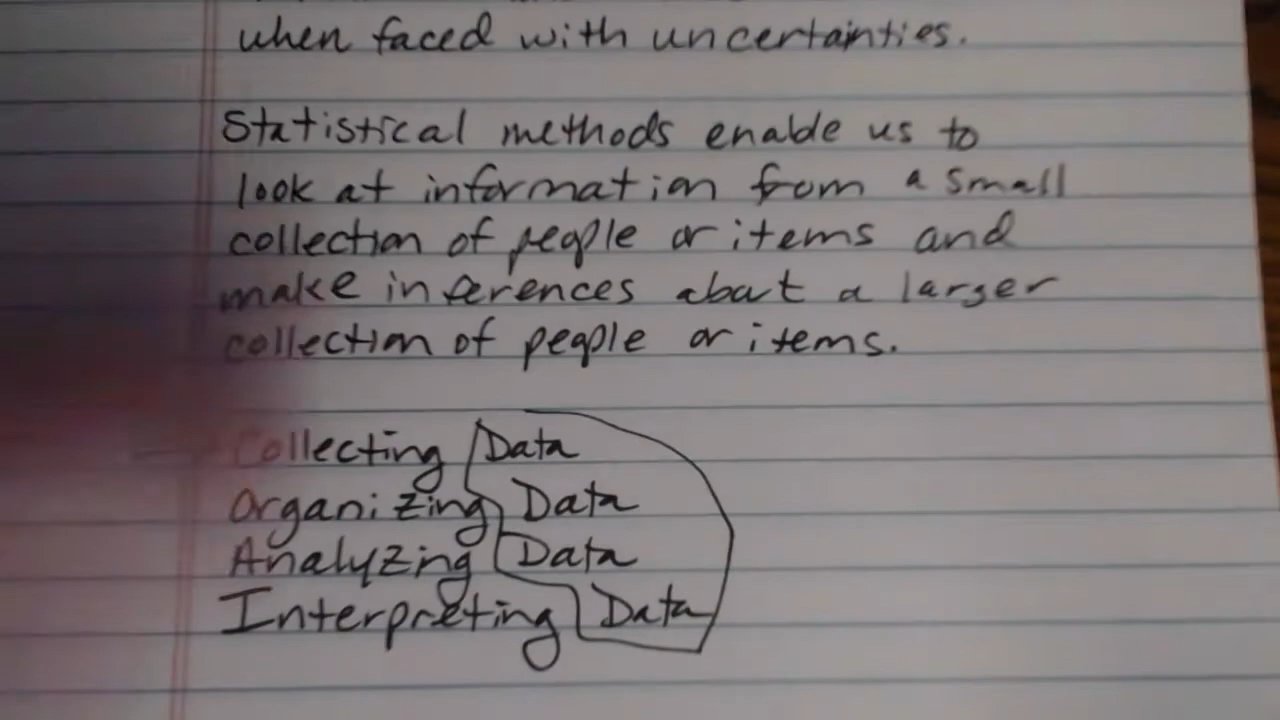 when faced with uncertainties.
Statistical methods enable us to
look at information from a small
collection of people or items and
make inferences about a larger
collection of people or items.
Collecting Data
Organizing Data
Analyzing Data
Interpreting Data